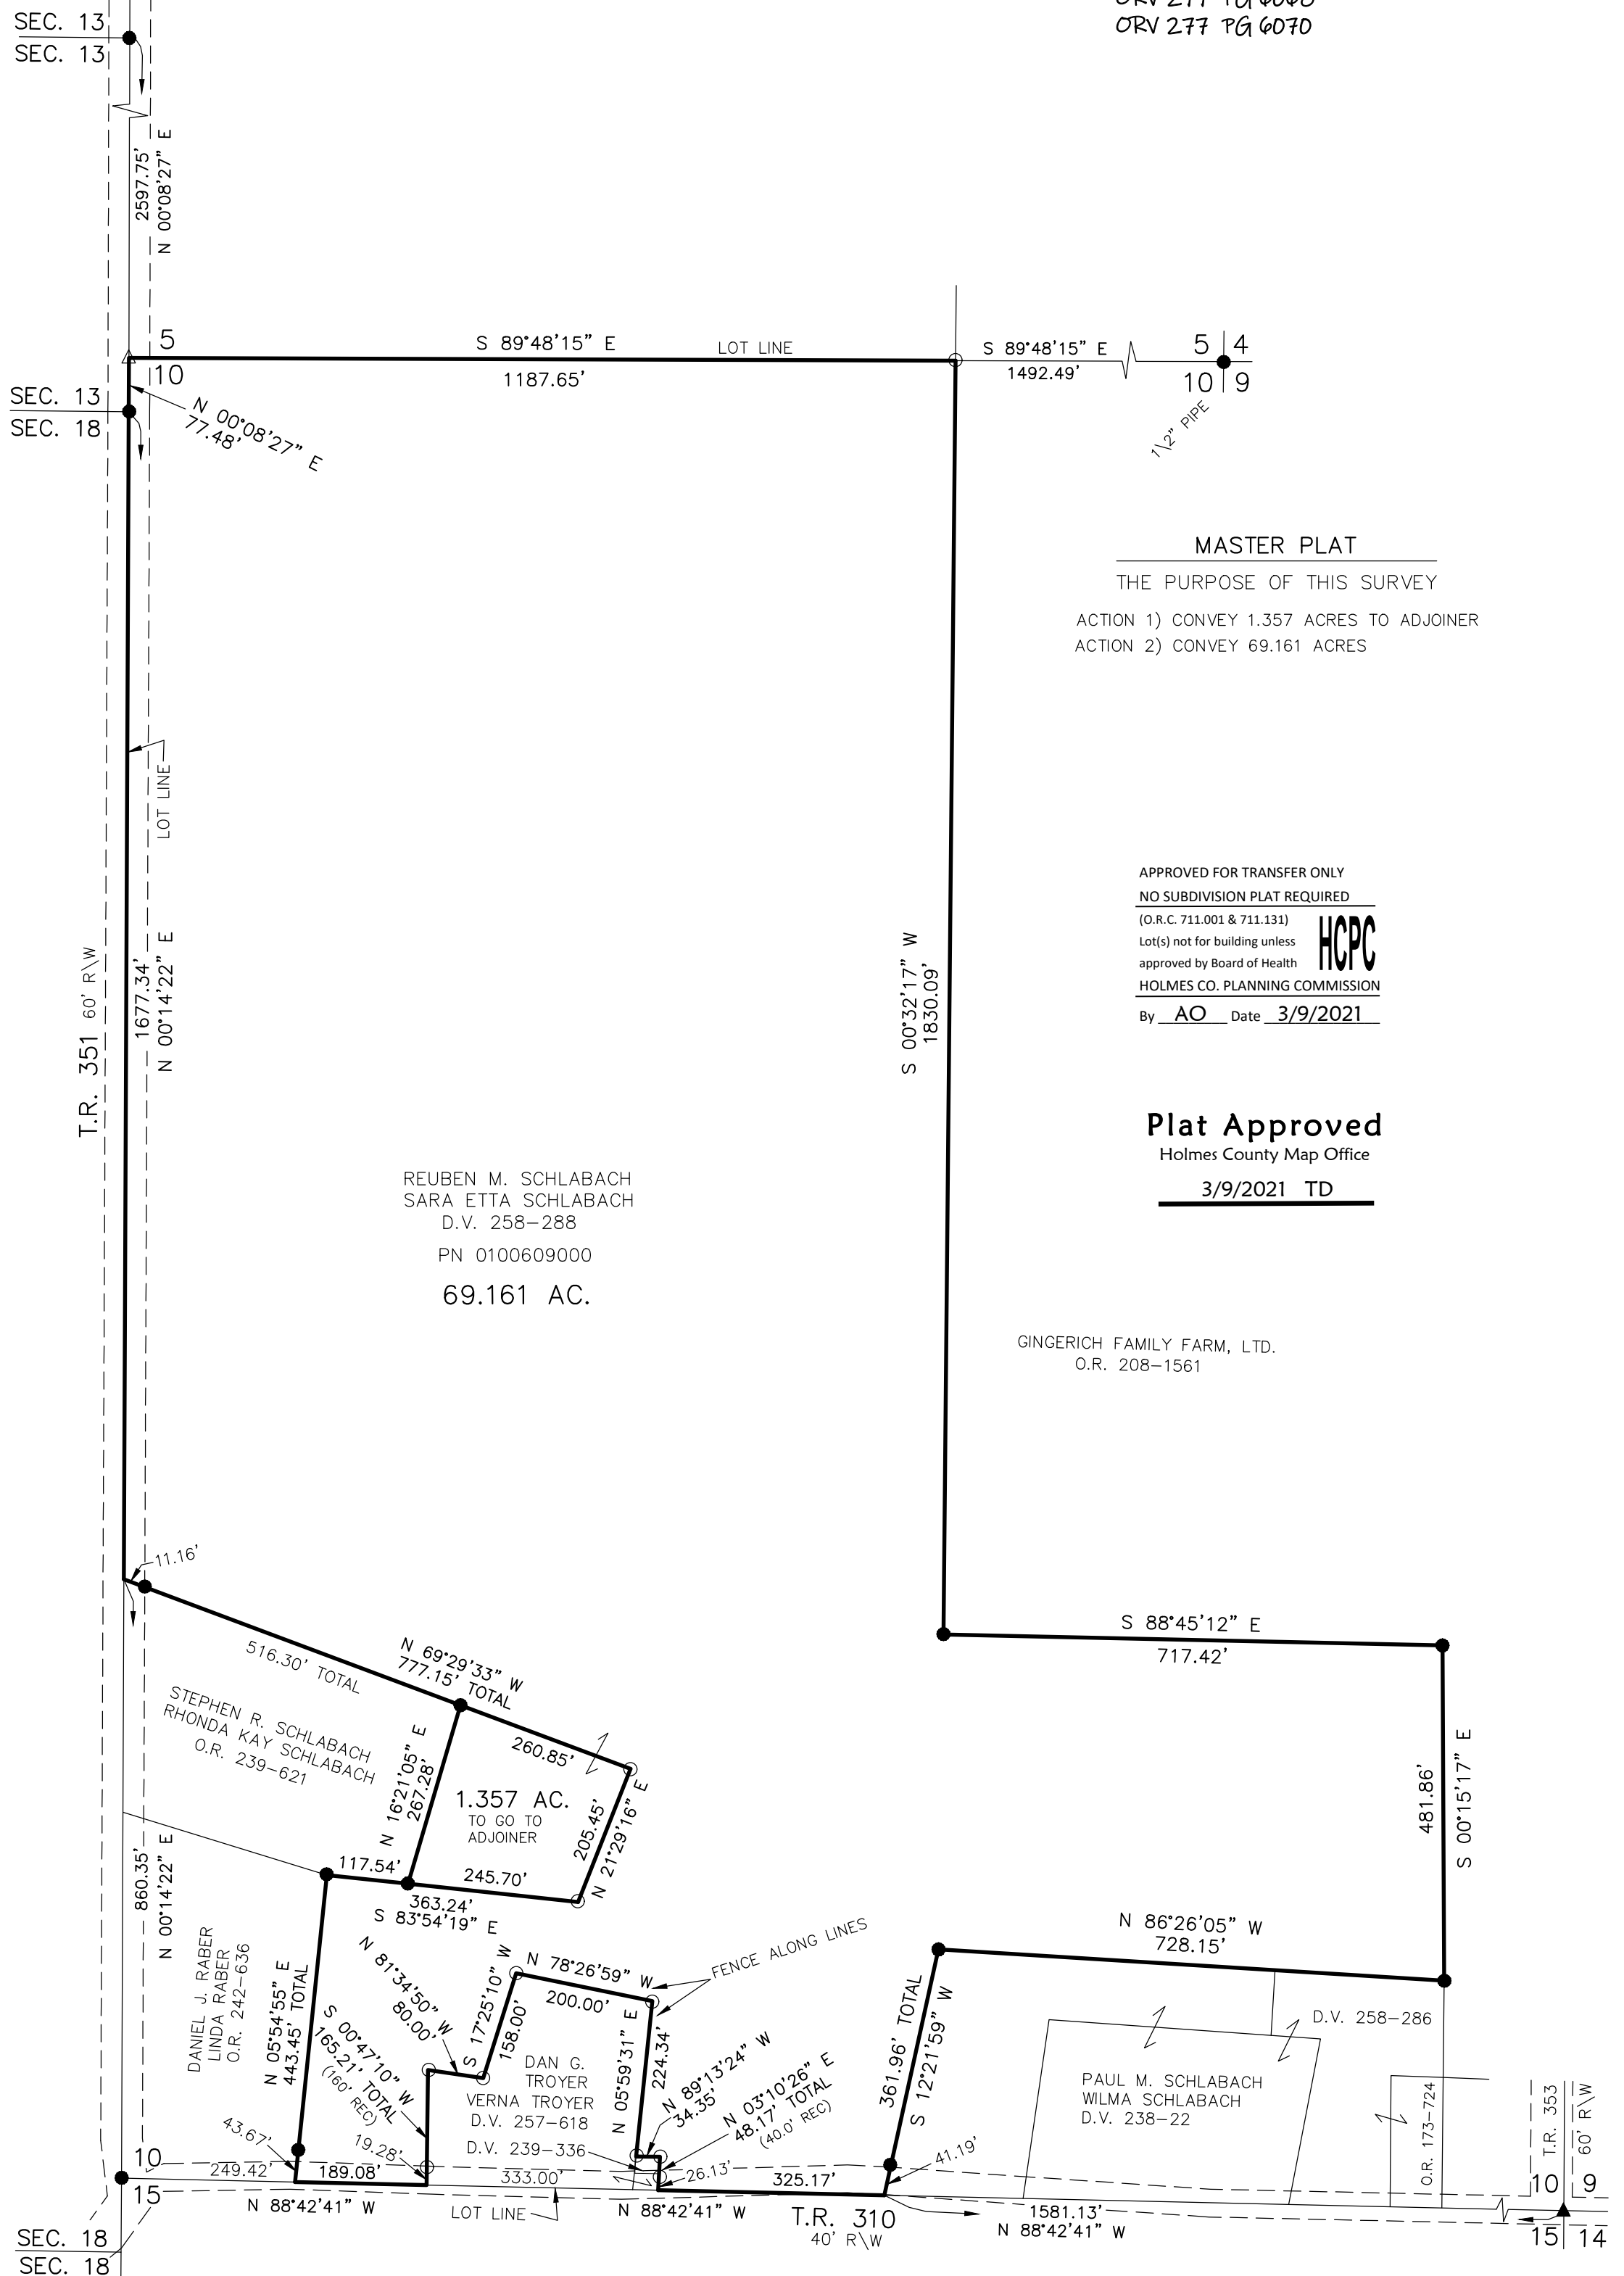 ORV 277 PG 6070
SEC. 13
SEC. 13
2597.75'
N 00°08'27" E
5
10
S 89°48'15" E
LOT LINE
1187.65'
S 89°48'15" E
1492.49'
5 4
10 9
1\2" PIPE
SEC. 13
SEC. 18
N 00°08'27" E
77.48'
MASTER PLAT
THE PURPOSE OF THIS SURVEY
ACTION 1) CONVEY 1.357 ACRES TO ADJOINER
ACTION 2) CONVEY 69.161 ACRES
LOT LINE
APPROVED FOR TRANSFER ONLY
NO SUBDIVISION PLAT REQUIRED
(O.R.C. 711.001 & 711.131)
Lot(s) not for building unless
approved by Board of Health
HCPC
HOLMES CO. PLANNING COMMISSION
By AO Date 3/9/2021
T.R. 351 60' R\W
1677.34'
N 00°14'22" E
S 00°32'17" W
1830.09'
Plat Approved
Holmes County Map Office
3/9/2021 TD
REUBEN M. SCHLABACH
SARA ETTA SCHLABACH
D.V. 258-288
PN 0100609000
69.161 AC.
GINGERICH FAMILY FARM, LTD.
O.R. 208-1561
11.16'
516.30' TOTAL
N 69°29'33" W
777.15' TOTAL
S 88°45'12" E
717.42'
STEPHEN R. SCHLABACH
RHONDA KAY SCHLABACH
O.R. 239-621
260.85'
N 16°21'05" E
267.28'
1.357 AC.
TO GO TO
ADJOINER
205.45'
N 21°29'16" E
481.86'
S 00°15'17" E
117.54'
245.70'
363.24'
S 83°54'19" E
860.35'
N 00°14'22" E
DANIEL J. RABER
LINDA RABER
O.R. 242-636
N 05°54'55" E
443.45' TOTAL
N 81°34'50" W
80.00'
S 00°47'10" W
165.21' TOTAL
(160' REC)
S 17°25'10" W
158.00'
N 78°26'59" W
200.00'
FENCE ALONG LINES
N 05°59'31" E
224.34'
DAN G.
TROYER
VERNA TROYER
D.V. 257-618
D.V. 239-336
N 89°13'24" W
34.35'
N 03°10'26" E
48.17' TOTAL
(40.0' REC)
N 86°26'05" W
728.15'
361.96' TOTAL
S 12°21'59" W
D.V. 258-286
PAUL M. SCHLABACH
WILMA SCHLABACH
D.V. 238-22
O.R. 173-724
T.R. 353
60' R\W
43.67'
19.28'
26.13'
41.19'
10
15
249.42'
189.08'
333.00'
325.17'
N 88°42'41" W
LOT LINE
N 88°42'41" W
T.R. 310
40' R\W
1581.13'
N 88°42'41" W
10 9
15 14
SEC. 18
SEC. 18